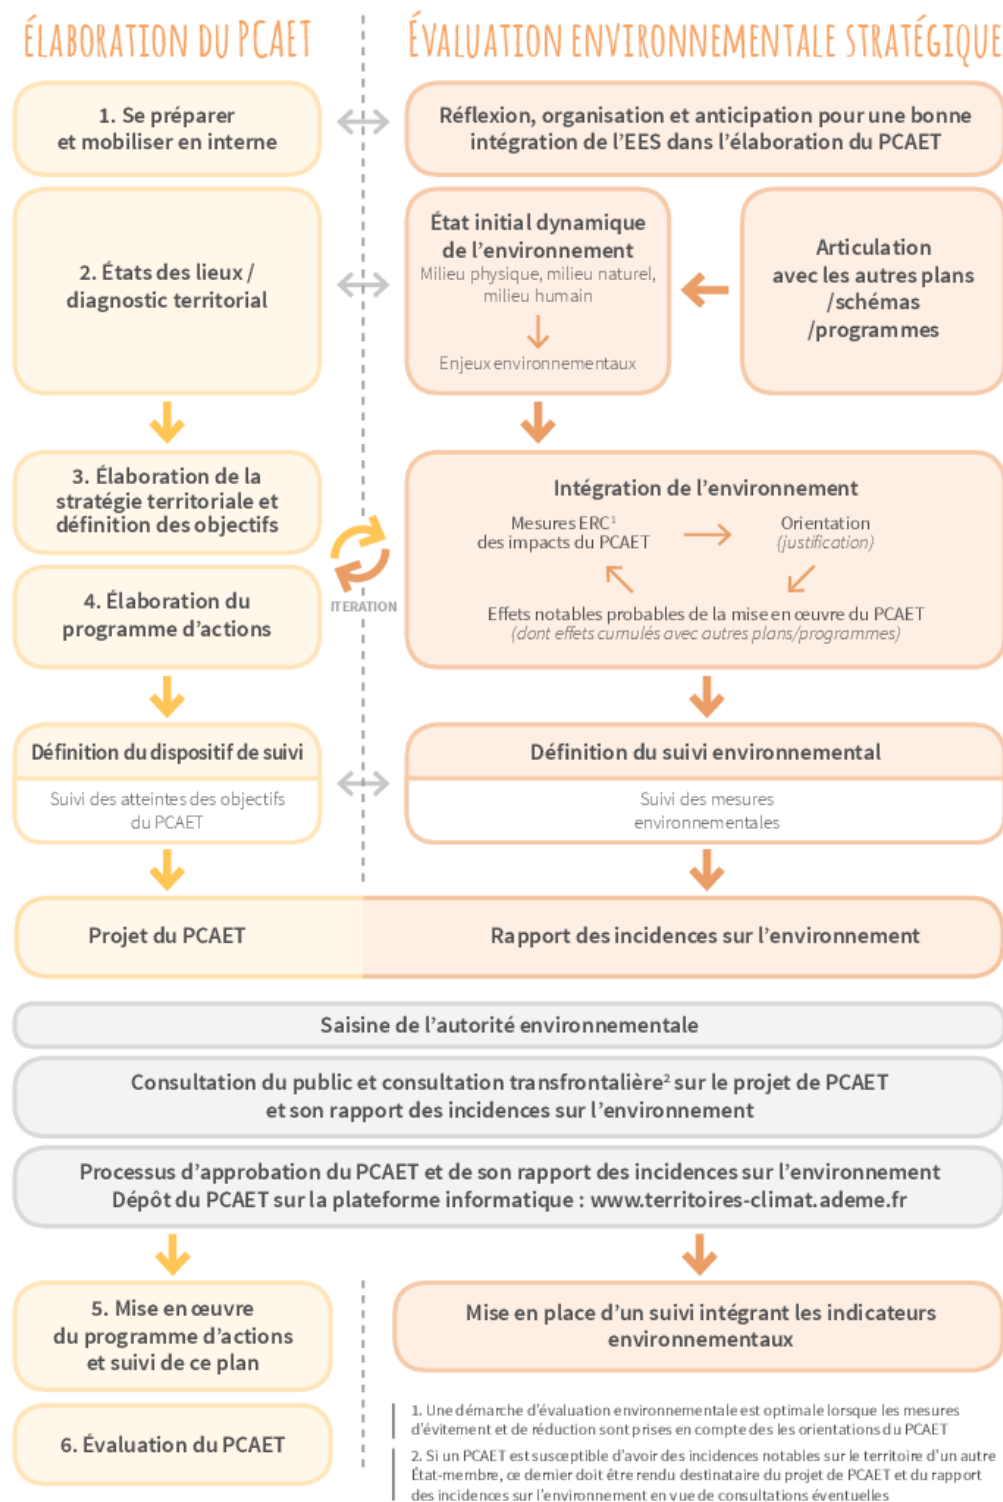 ÉLABORATION DU PCAET
ÉVALUATION ENVIRONNEMENTALE STRATÉGIQUE
1. Se préparer
et mobiliser en interne
Réflexion, organisation et anticipation pour une bonne
intégration de l'EES dans l'élaboration du PCAET
2. États des lieux /
diagnostic territorial
État initial dynamique
de l'environnement
Milieu physique, milieu naturel,
milieu humain
Enjeux environnementaux
Articulation
avec les autres plans
/schémas
/programmes
3. Élaboration de la
stratégie territoriale et
définition des objectifs
4. Élaboration du
programme d'actions
ITERATION
Intégration de l'environnement
Mesures ERC¹
des impacts du PCAET
Orientation
(justification)
Effets notables probables de la mise en œuvre du PCAET
(dont effets cumulés avec autres plans/programmes)
Définition du dispositif de suivi
Suivi des atteintes des objectifs
du PCAET
Définition du suivi environnemental
Suivi des mesures
environnementales
Projet du PCAET
Rapport des incidences sur l'environnement
Saisine de l'autorité environnementale
Consultation du public et consultation transfrontalière² sur le projet de PCAET
et son rapport des incidences sur l'environnement
Processus d'approbation du PCAET et de son rapport des incidences sur l'environnement
Dépôt du PCAET sur la plateforme informatique : www.territoires-climat.ademe.fr
5. Mise en œuvre
du programme d'actions
et suivi de ce plan
Mise en place d'un suivi intégrant les indicateurs
environnementaux
6. Évaluation du PCAET
1. Une démarche d'évaluation environnementale est optimale lorsque les mesures
d'évitement et de réduction sont prises en compte des les orientations du PCAET
2. Si un PCAET est susceptible d'avoir des incidences notables sur le territoire d'un autre
État-membre, ce dernier doit être rendu destinataire du projet de PCAET et du rapport
des incidences sur l'environnement en vue de consultations éventuelles